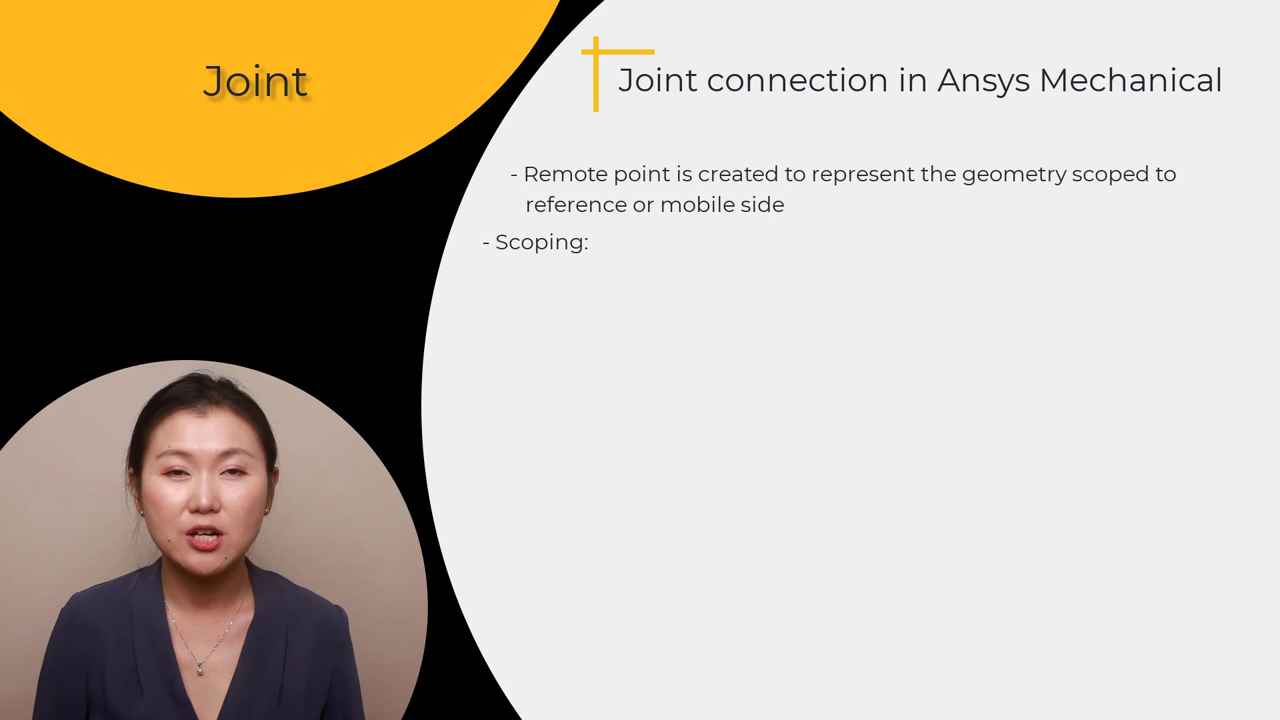 Joint
Joint connection in Ansys Mechanical
- Remote point is created to represent the geometry scoped to
reference or mobile side
- Scoping: